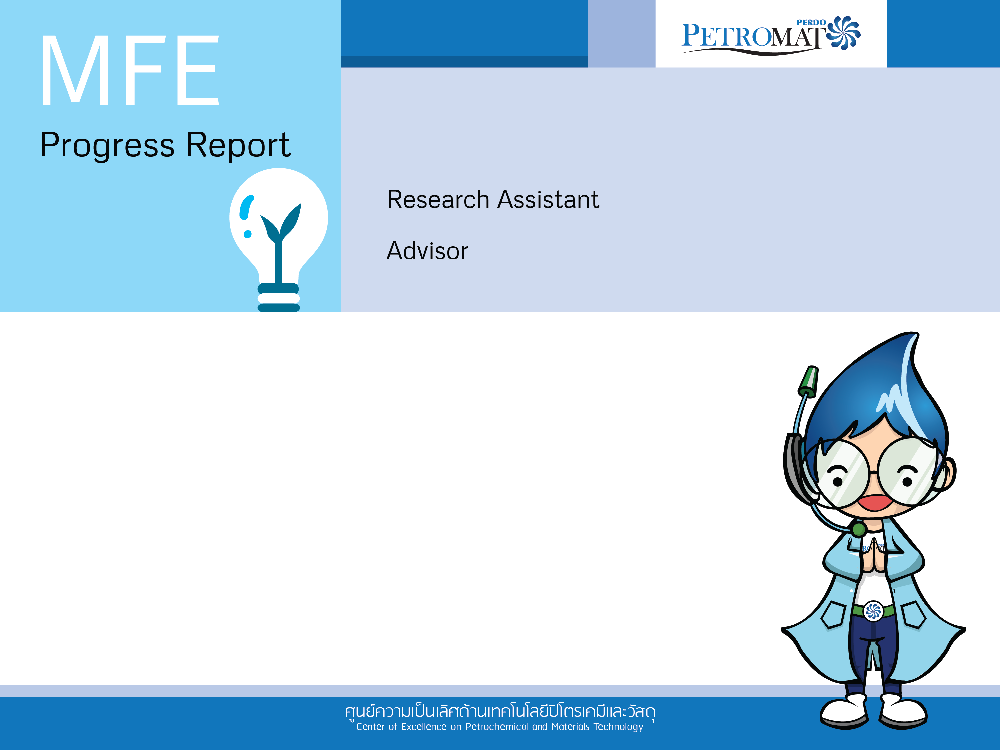 MFE
Progress Report
PERDO
PETROMAT
Research Assistant
Advisor
ศูนย์ความเป็นเลิศด้านเทคโนโลยีปิโตรเคมีและวัสดุ
Center of Excellence on Petrochemical and Materials Technology